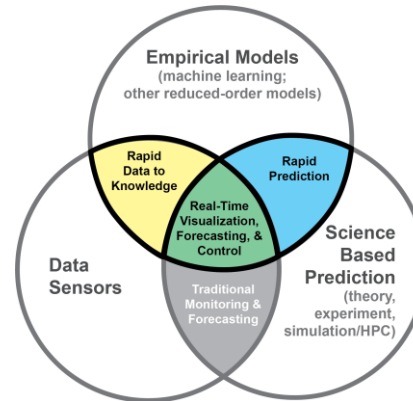 Empirical Models
(machine learning;
other reduced-order models)
Rapid
Data to
Knowledge
Rapid
Prediction
Real-Time
Visualization,
Forecasting, &
Control
Data
Sensors
Science
Based
Prediction
(theory,
experiment,
simulation/HPC)
Traditional
Monitoring &
Forecasting